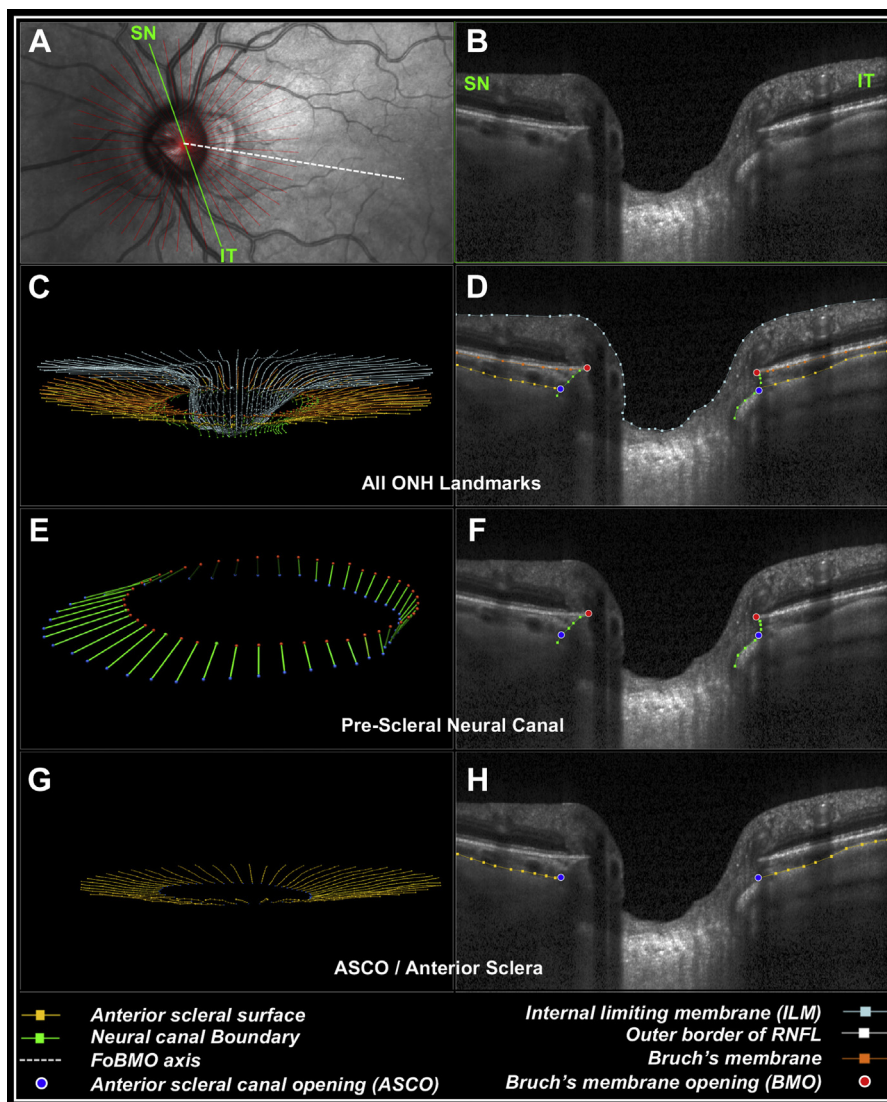 A
SN
IT
B
SN
IT
C
D
All ONH Landmarks
E
F
Pre-Scleral Neural Canal
G
H
ASCO / Anterior Sclera
Anterior scleral surface
Neural canal Boundary
FoBMO axis
Anterior scleral canal opening (ASCO)
Internal limiting membrane (ILM)
Outer border of RNFL
Bruch's membrane
Bruch's membrane opening (BMO)